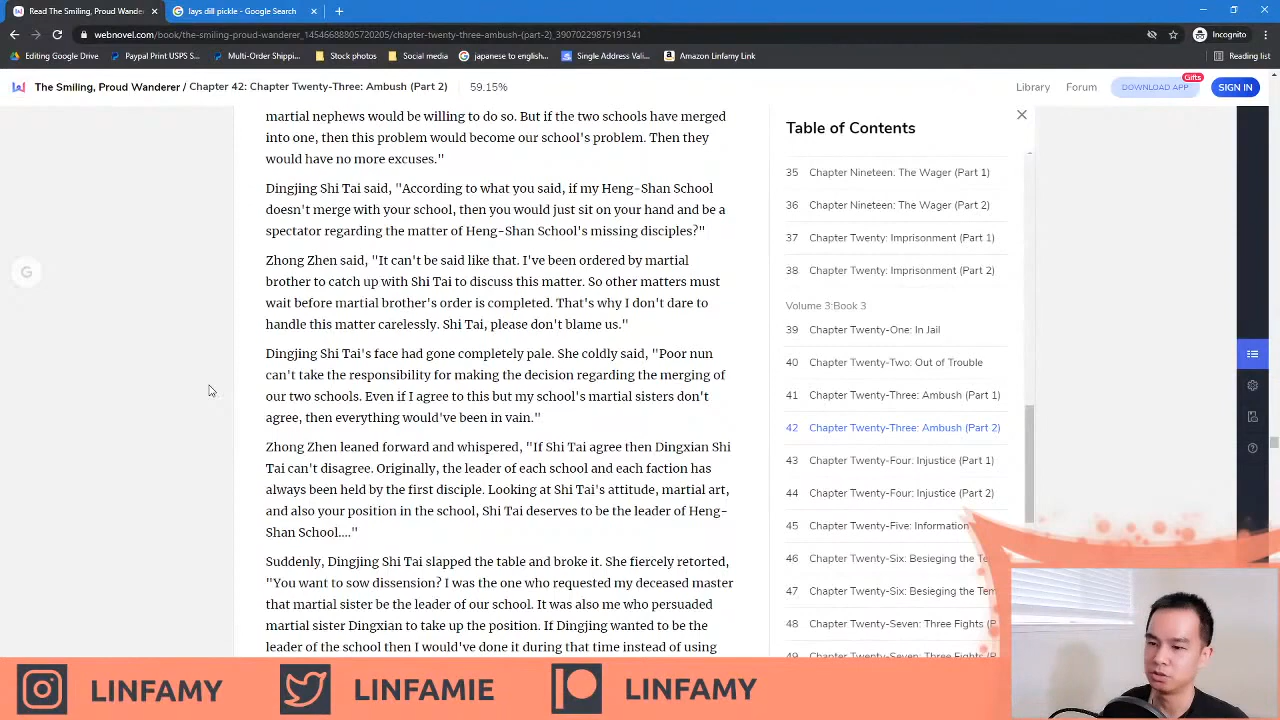 Read The Smiling, Proud Wander
lays dill pickle - Google Search
webnovel.com/book/the-smiling-proud-wanderer_14546688805720205/chapter-twenty-three-ambush-(part-2)_39070229875191341
Incognito
Editing Google Drive
Paypal Print USPS S...
Multi-Order Shippi...
Stock photos
Social media
japanese to english...
Single Address Vali...
Amazon Linfamy Link
Reading list
The Smiling, Proud Wanderer / Chapter 42: Chapter Twenty-Three: Ambush (Part 2)
59.15%
Library
Forum
DOWNLOAD APP
Gifts
SIGN IN
martial nephews would be willing to do so. But if the two schools have merged
into one, then this problem would become our school's problem. Then they
would have no more excuses."
Dingjing Shi Tai said, "According to what you said, if my Heng-Shan School
doesn't merge with your school, then you would just sit on your hand and be a
spectator regarding the matter of Heng-Shan School's missing disciples?"
Zhong Zhen said, "It can't be said like that. I've been ordered by martial
brother to catch up with Shi Tai to discuss this matter. So other matters must
wait before martial brother's order is completed. That's why I don't dare to
handle this matter carelessly. Shi Tai, please don't blame us."
Dingjing Shi Tai's face had gone completely pale. She coldly said, "Poor nun
can't take the responsibility for making the decision regarding the merging of
our two schools. Even if I agree to this but my school's martial sisters don't
agree, then everything would've been in vain."
Zhong Zhen leaned forward and whispered, "If Shi Tai agree then Dingxian Shi
Tai can't disagree. Originally, the leader of each school and each faction has
always been held by the first disciple. Looking at Shi Tai's attitude, martial art,
and also your position in the school, Shi Tai deserves to be the leader of Heng-
Shan School...."
Suddenly, Dingjing Shi Tai slapped the table and broke it. She fiercely retorted,
"You want to sow dissension? I was the one who requested my deceased master
that martial sister be the leader of our school. It was also me who persuaded
martial sister Dingxian to take up the position. If Dingjing wanted to be the
leader of the school then I would've done it during that time instead of using
Table of Contents
35 Chapter Nineteen: The Wager (Part 1)
36 Chapter Nineteen: The Wager (Part 2)
37 Chapter Twenty: Imprisonment (Part 1)
38 Chapter Twenty: Imprisonment (Part 2)
Volume 3:Book 3
39 Chapter Twenty-One: In Jail
40 Chapter Twenty-Two: Out of Trouble
41 Chapter Twenty-Three: Ambush (Part 1)
42 Chapter Twenty-Three: Ambush (Part 2)
43 Chapter Twenty-Four: Injustice (Part 1)
44 Chapter Twenty-Four: Injustice (Part 2)
45 Chapter Twenty-Five: Information
46 Chapter Twenty-Six: Besieging the Tem
47 Chapter Twenty-Six: Besieging the Tem
48 Chapter Twenty-Seven: Three Fights (P
49 Chapter Twenty-Seven: Three Fights (P
G
LINFAMY
LINFAMIE
LINFAMY